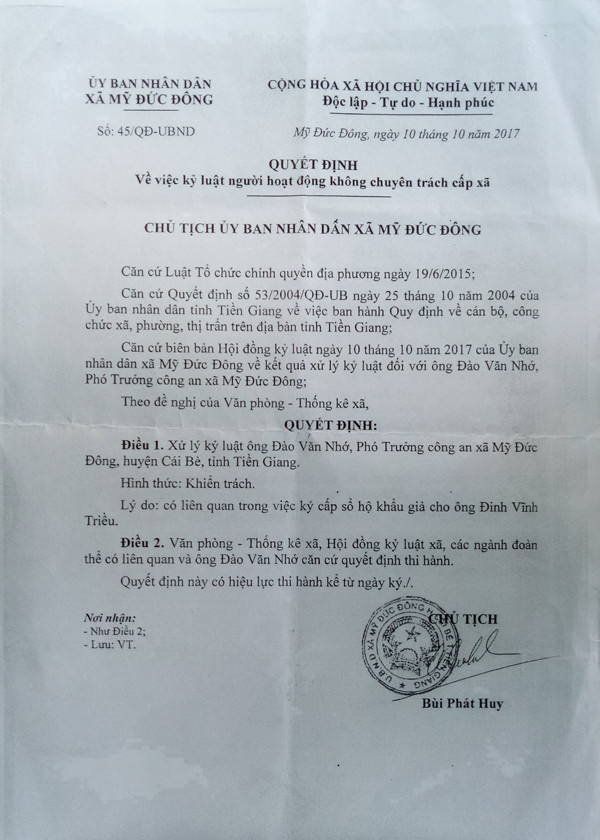 ỦY BAN NHÂN DÂN
XÃ MỸ ĐỨC ĐÔNG
CỘNG HÒA XÃ HỘI CHỦ NGHĨA VIỆT NAM
Độc lập - Tự do - Hạnh phúc
Số: 45/QĐ-UBND
Mỹ Đức Đông, ngày 10 tháng 10 năm 2017
QUYẾT ĐỊNH
Về việc kỷ luật người hoạt động không chuyên trách cấp xã
CHỦ TỊCH ỦY BAN NHÂN DÂN XÃ MỸ ĐỨC ĐÔNG
Căn cứ Luật Tổ chức chính quyền địa phương ngày 19/6/2015;
Căn cứ Quyết định số 53/2004/QĐ-UB ngày 25 tháng 10 năm 2004 của
Ủy ban nhân dân tỉnh Tiền Giang về việc ban hành Quy định về cán bộ, công
chức xã, phường, thị trấn trên địa bàn tỉnh Tiền Giang;
Căn cứ biên bản Hội đồng kỷ luật ngày 10 tháng 10 năm 2017 của Ủy ban
nhân dân xã Mỹ Đức Đông về kết quả xử lý kỷ luật đối với ông Đào Văn Nhớ,
Phó Trưởng công an xã Mỹ Đức Đông;
Theo đề nghị của Văn phòng - Thống kê xã,
QUYẾT ĐỊNH:
Điều 1. Xử lý kỷ luật ông Đào Văn Nhớ, Phó Trưởng công an xã Mỹ Đức
Đông, huyện Cái Bè, tỉnh Tiền Giang.
Hình thức: Khiển trách.
Lý do: có liên quan trong việc ký cấp sổ hộ khẩu giả cho ông Đinh Vĩnh
Triều.
Điều 2. Văn phòng - Thống kê xã, Hội đồng kỷ luật xã, các ngành đoàn
thể có liên quan và ông Đào Văn Nhớ căn cứ quyết định thi hành.
Quyết định này có hiệu lực thi hành kể từ ngày ký./.
Nơi nhận:
- Như Điều 2;
- Lưu: VT.
CHỦ TỊCH
U.B.N.D XÃ MỸ ĐỨC ĐÔNG BÈ TIỀN GIANG
Bùi Phát Huy